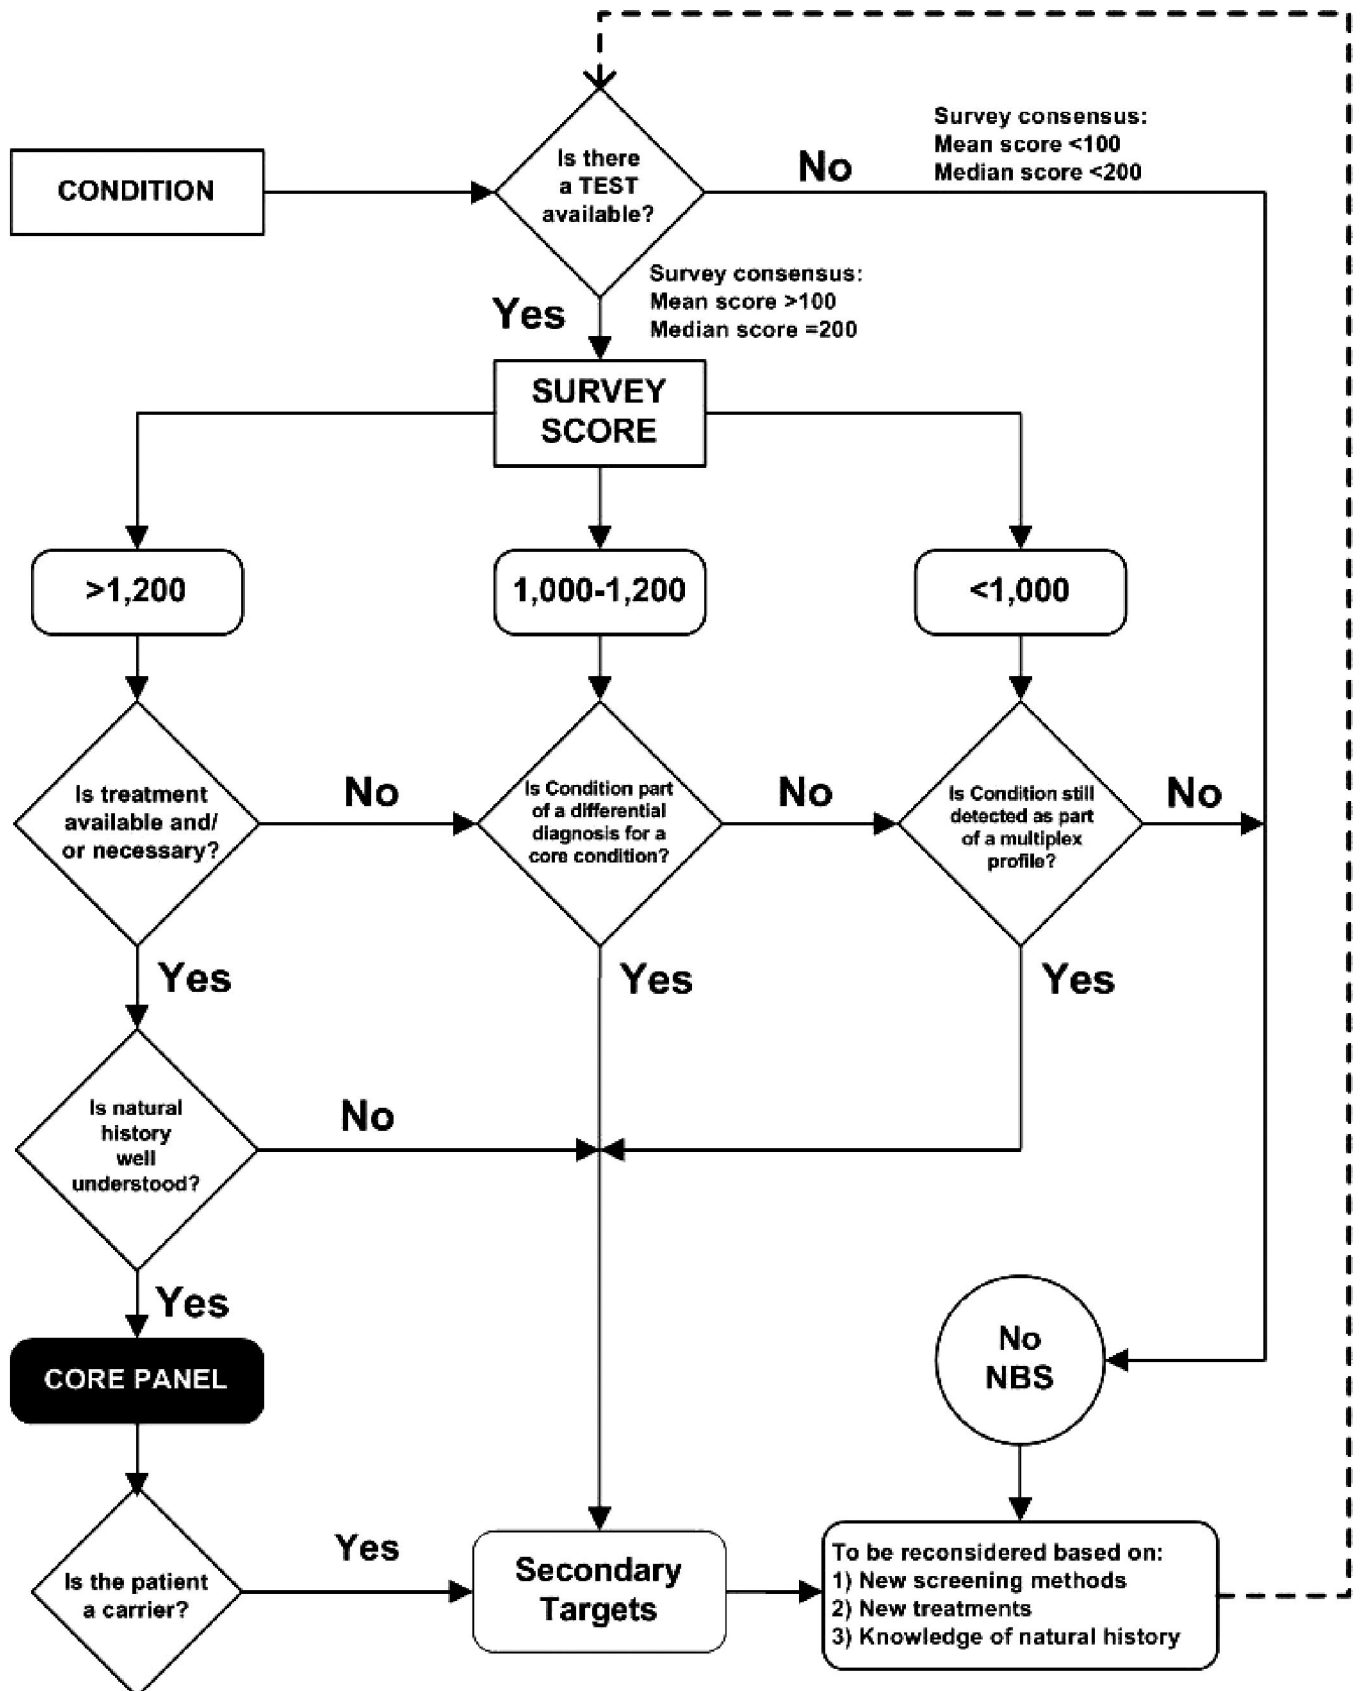 CONDITION
Is there
a TEST
available?
No
Survey consensus:
Mean score <100
Median score <200
Yes
Survey consensus:
Mean score >100
Median score =200
SURVEY
SCORE
>1,200
1,000-1,200
<1,000
Is treatment
available and/
or necessary?
No
Is Condition part
of a differential
diagnosis for a
core condition?
No
Is Condition still
detected as part
of a multiplex
profile?
No
Yes
Yes
Yes
Is natural
history
well
understood?
No
Yes
CORE PANEL
No
NBS
Is the patient
a carrier?
Yes
Secondary
Targets
To be reconsidered based on:
1) New screening methods
2) New treatments
3) Knowledge of natural history